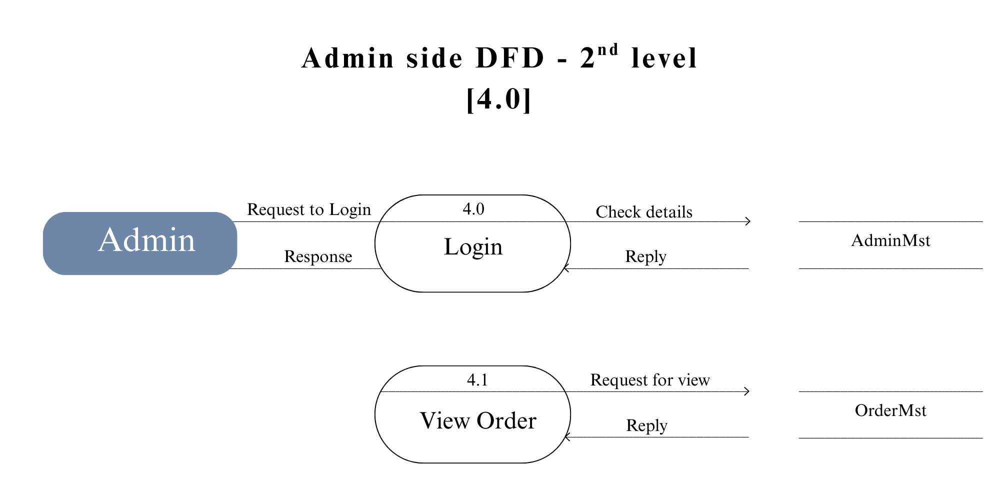 Admin side DFD - 2nd level
[4.0]
Request to Login
4.0
Check details
Admin
Login
AdminMst
Response
Reply
4.1
Request for view
View Order
OrderMst
Reply